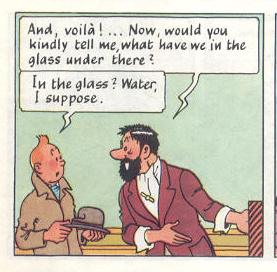 And, voilà! ... Now, would you
kindly tell me, what have we in the
glass under there?
In the glass? Water,
I suppose.